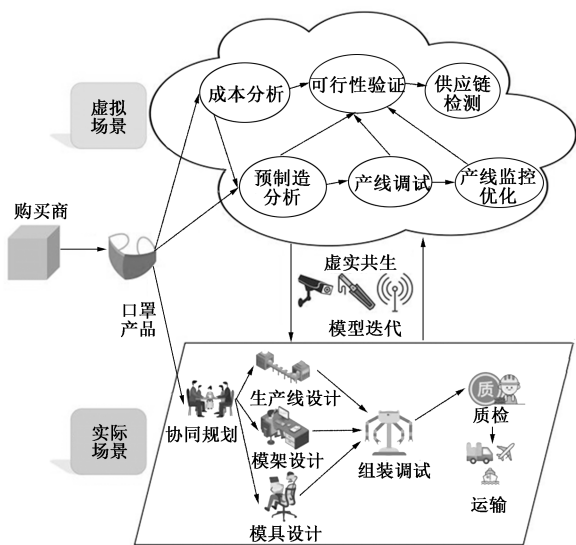 虚拟
场景
成本分析
可行性验证
供应链
检测
预制造
分析
产线调试
产线监控
优化
购买商
口罩
产品
虚实共生
模型迭代
实际
场景
协同规划
生产线设计
模架设计
模具设计
组装调试
质
质检
运输